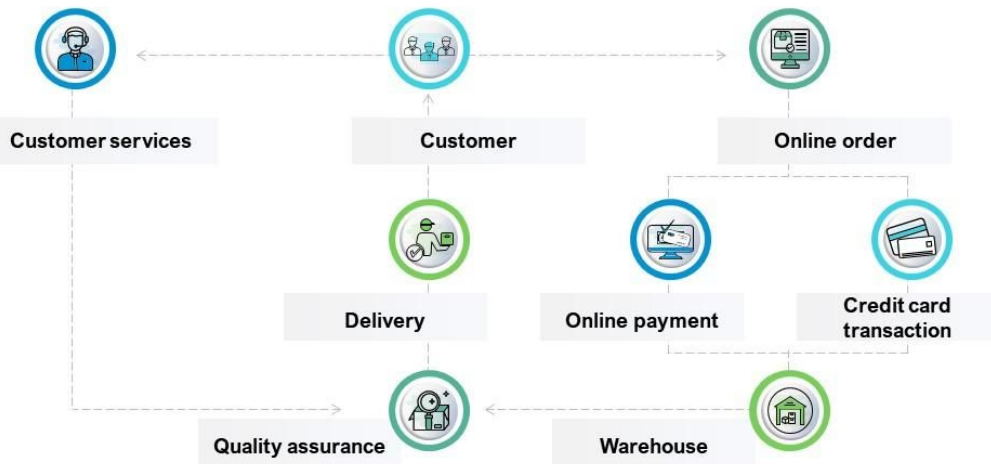 Customer services
Customer
Online order
Delivery
Online payment
Credit card
transaction
Quality assurance
Warehouse